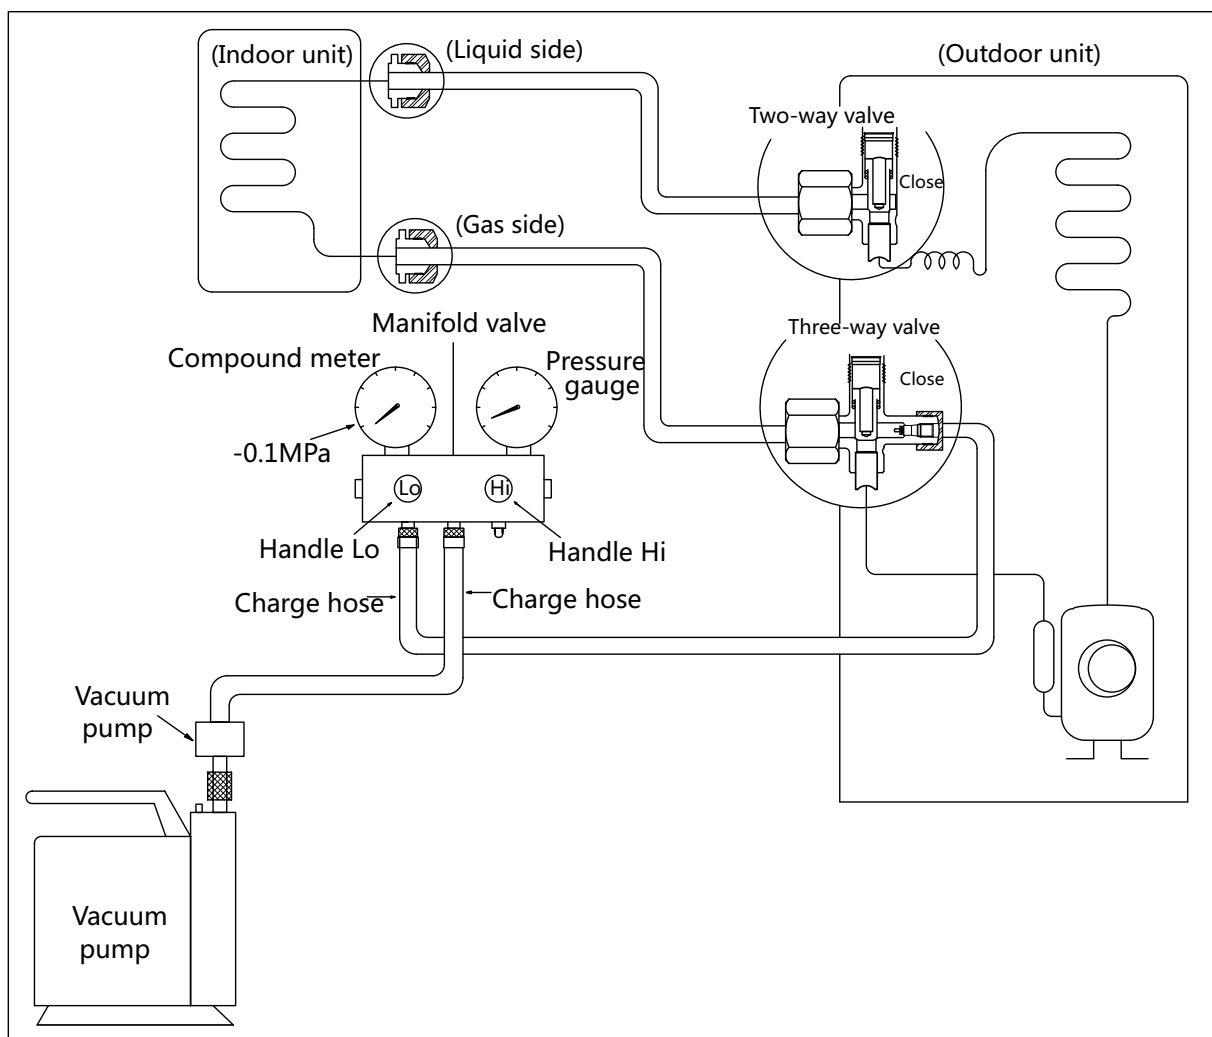 (Indoor unit)
(Liquid side)
(Outdoor unit)
Two-way valve
Close
(Gas side)
Manifold valve
Three-way valve
Compound meter
Pressure
gauge
Close
-0.1MPa
Lo
Hi
Handle Lo
Handle Hi
Charge hose
Charge hose
Vacuum
pump
Vacuum
pump